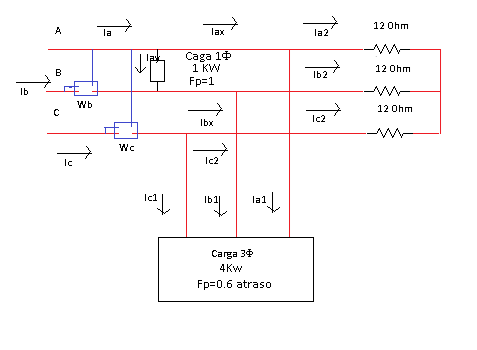 12 Ohm
A Ia Iax Ia2
Iay Caga 1Φ
1 KW
Fp=1
B Ib2 12 Ohm
Ib
Wb
C Ibx Ic2 12 Ohm
Wc
Ic Ic2
Ic1 Ib1 Ia1
Carga 3Φ
4Kw
Fp=0.6 atraso